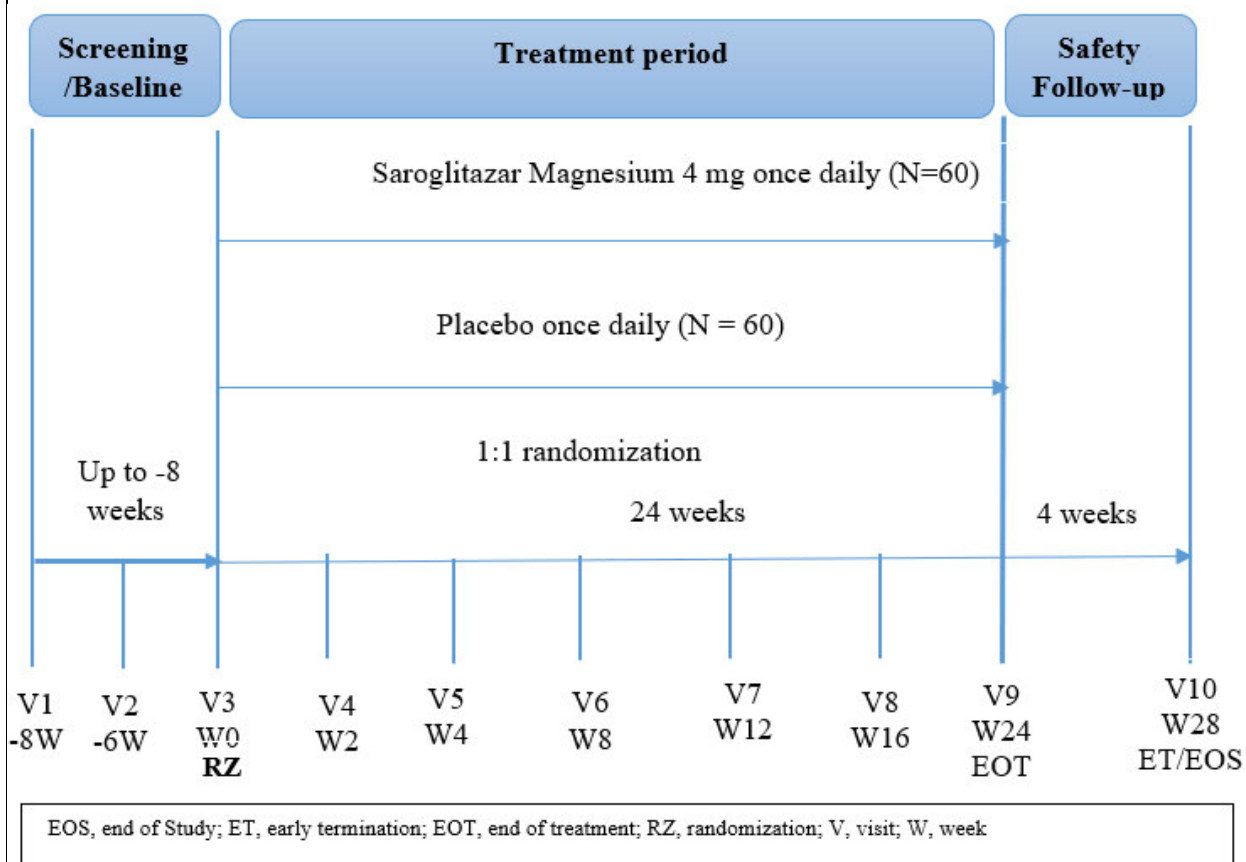 Screening
/Baseline
Treatment period
Safety
Follow-up
Saroglitazar Magnesium 4 mg once daily (N=60)
Placebo once daily (N = 60)
1:1 randomization
Up to -8
weeks
24 weeks
4 weeks
V1
-8W
V2
-6W
V3
W0
RZ
V4
W2
V5
W4
V6
W8
V7
W12
V8
W16
V9
W24
EOT
V10
W28
ET/EOS
EOS, end of Study; ET, early termination; EOT, end of treatment; RZ, randomization; V, visit; W, week